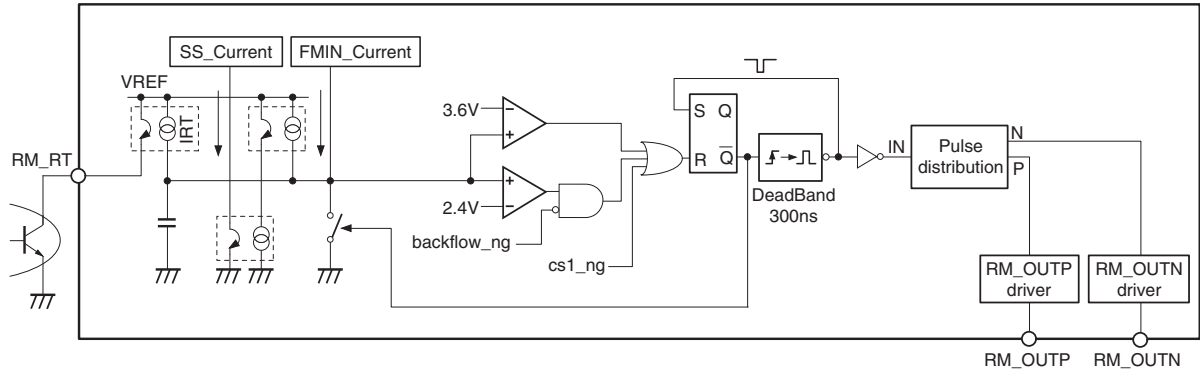 SS_Current
FMIN_Current
VREF
IRT
RM_RT
3.6V
−
+
+
2.4V
−
backflow_ng
cs1_ng
S Q
R Q̅
DeadBand
300ns
IN
Pulse
distribution
N
P
RM_OUTP
driver
RM_OUTN
driver
RM_OUTP
RM_OUTN